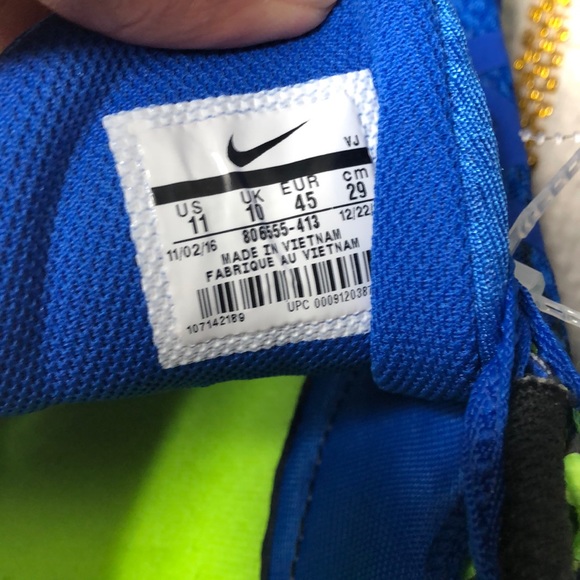 VJ
US UK EUR cm
11 10 45 29
11/02/16 12/22/
806555-413
MADE IN VIETNAM
FABRIQUE AU VIETNAM
107142189 UPC 0009120387